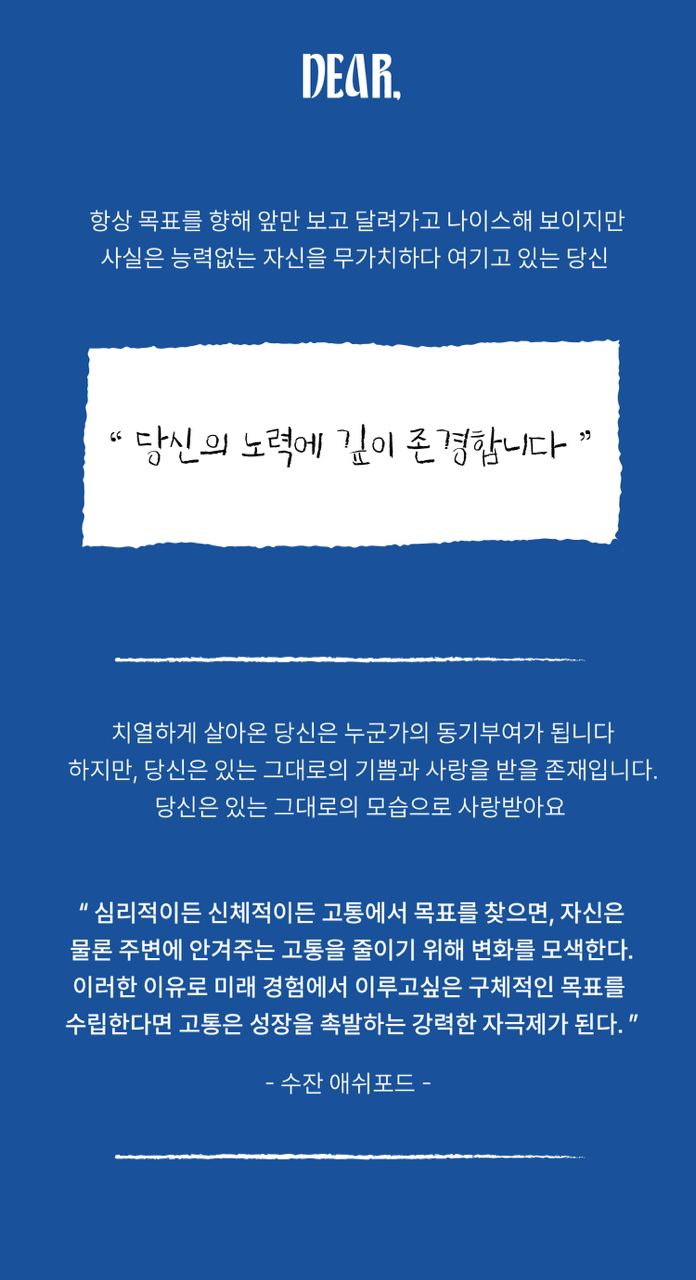 DEAR,
항상 목표를 향해 앞만 보고 달려가고 나이스해 보이지만
사실은 능력없는 자신을 무가치하다 여기고 있는 당신
“ 당신의 노력에 깊이 존경합니다 ”
치열하게 살아온 당신은 누군가의 동기부여가 됩니다
하지만, 당신은 있는 그대로의 기쁨과 사랑을 받을 존재입니다.
당신은 있는 그대로의 모습으로 사랑받아요
“ 심리적이든 신체적이든 고통에서 목표를 찾으면, 자신은
물론 주변에 안겨주는 고통을 줄이기 위해 변화를 모색한다.
이러한 이유로 미래 경험에서 이루고싶은 구체적인 목표를
수립한다면 고통은 성장을 촉발하는 강력한 자극제가 된다. ”
- 수잔 애쉬포드 -